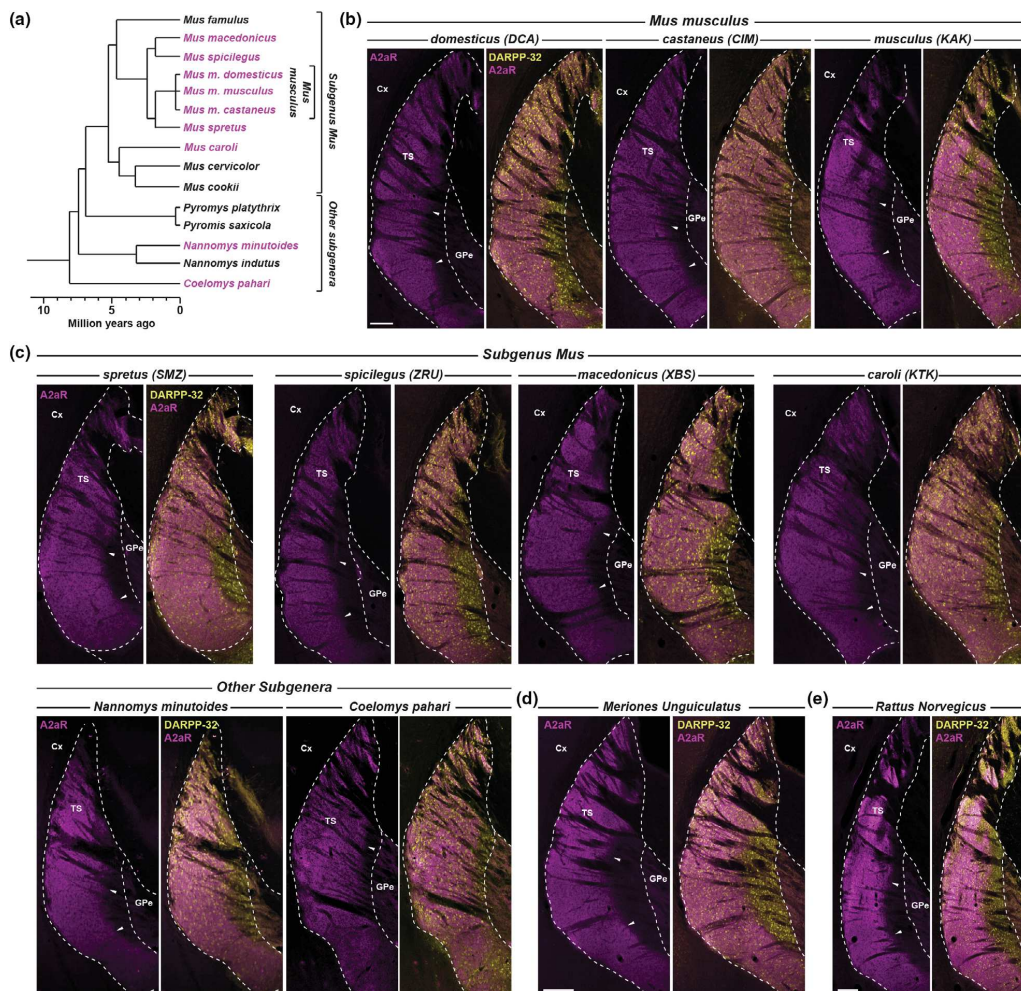 (a)
Mus famulus
Mus macedonicus
Mus spicilegus
Mus m. domesticus
Mus m. musculus
Mus m. castaneus
Mus spretus
Mus caroli
Mus cervicolor
Mus cookii
Pyromys platythrix
Pyromis saxicola
Nannomys minutoides
Nannomys indutus
Coelomys pahari
Mus musculus
Subgenus Mus
Other subgenera
10 5 0
Million years ago
(b)
Mus musculus
domesticus (DCA) castaneus (CIM) musculus (KAK)
A2aR DARPP-32
A2aR
Cx Cx Cx
TS TS TS
GPe GPe GPe
(c)
Subgenus Mus
spretus (SMZ) spicilegus (ZRU) macedonicus (XBS) caroli (KTK)
A2aR DARPP-32
A2aR
Cx Cx Cx Cx
TS TS TS TS
GPe GPe GPe GPe
Other Subgenera
Nannomys minutoides Coelomys pahari
A2aR DARPP-32
A2aR
Cx Cx
TS TS
GPe GPe
(d)
Meriones Unguiculatus
A2aR DARPP-32
A2aR
Cx
TS
GPe
(e)
Rattus Norvegicus
A2aR DARPP-32
A2aR
Cx
TS
GPe